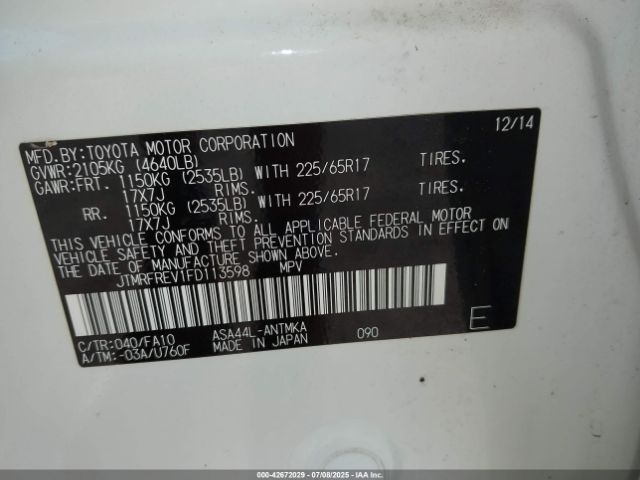 MFD.BY:TOYOTA MOTOR CORPORATION 12/14
GVWR:2105KG (4640LB)
GAWR:FRT. 1150KG (2535LB) WITH 225/65R17 TIRES.
17X7J RIMS.
RR. 1150KG (2535LB) WITH 225/65R17 TIRES.
17X7J RIMS.
THIS VEHICLE CONFORMS TO ALL APPLICABLE FEDERAL MOTOR
VEHICLE SAFETY AND THEFT PREVENTION STANDARDS IN EFFECT ON
THE DATE OF MANUFACTURE SHOWN ABOVE.
JTMRFREV1FD113598 MPV
C/TR:040/FA10 ASA44L-ANTMKA 090 E
A/TM:-03A/U760F MADE IN JAPAN
000-42672029 - 07/08/2025 - IAAI.COM